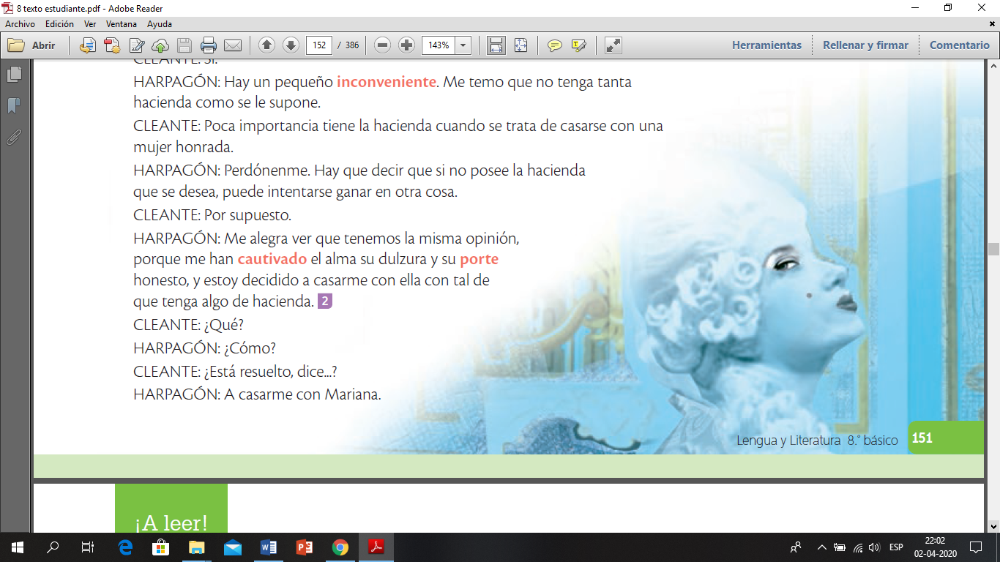 8 texto estudiante.pdf - Adobe Reader
Archivo Edición Ver Ventana Ayuda
Abrir 152 / 386 143% Herramientas Rellenar y firmar Comentario
CLEANTE: Sí.
HARPAGÓN: Hay un pequeño inconveniente. Me temo que no tenga tanta
hacienda como se le supone.
CLEANTE: Poca importancia tiene la hacienda cuando se trata de casarse con una
mujer honrada.
HARPAGÓN: Perdónenme. Hay que decir que si no posee la hacienda
que se desea, puede intentarse ganar en otra cosa.
CLEANTE: Por supuesto.
HARPAGÓN: Me alegra ver que tenemos la misma opinión,
porque me han cautivado el alma su dulzura y su porte
honesto, y estoy decidido a casarme con ella con tal de
que tenga algo de hacienda. 2
CLEANTE: ¿Qué?
HARPAGÓN: ¿Cómo?
CLEANTE: ¿Está resuelto, dice...?
HARPAGÓN: A casarme con Mariana.
Lengua y Literatura 8.° básico 151
¡A leer!
ESP 22:02
02-04-2020